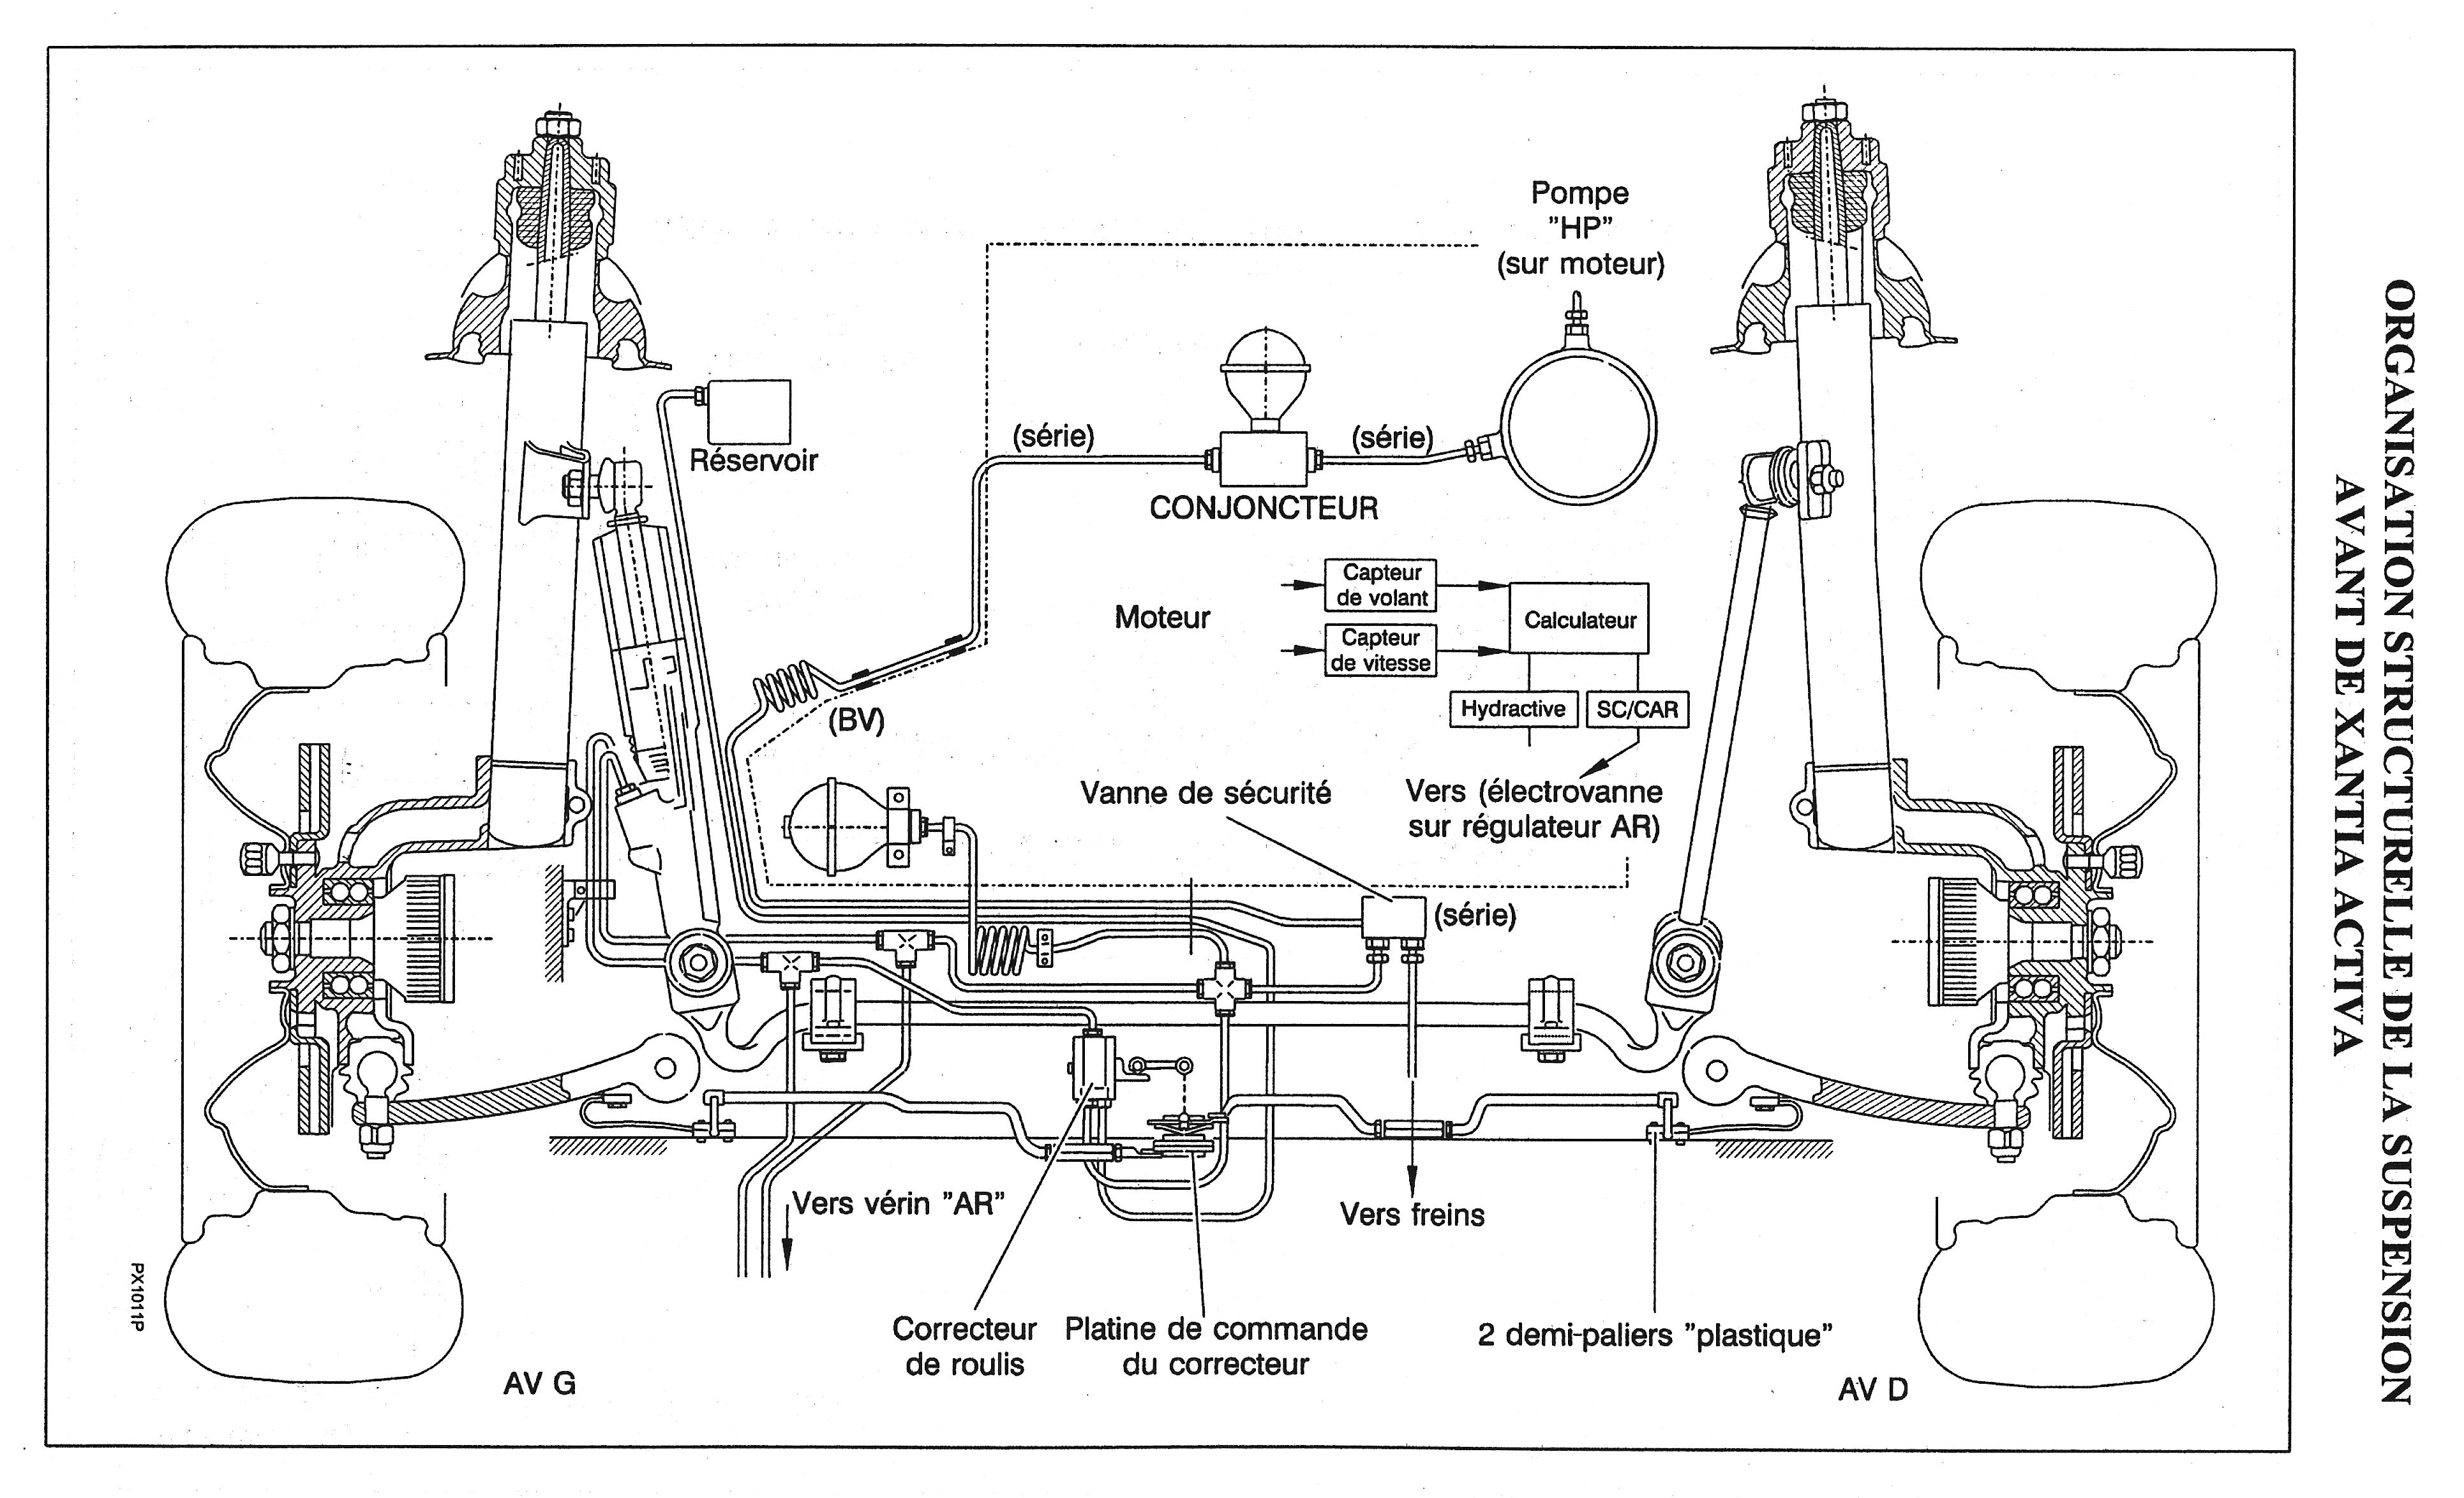 ORGANISATION STRUCTURELLE DE LA SUSPENSION
AVANT DE XANTIA ACTIVA
Pompe
"HP"
(sur moteur)
Réservoir
(série)
(série)
CONJONCTEUR
Moteur
Capteur
de volant
Capteur
de vitesse
Calculateur
Hydractive
SC/CAR
(BV)
Vanne de sécurité
Vers (électrovanne
sur régulateur AR)
(série)
Vers vérin "AR"
Vers freins
Correcteur
de roulis
Platine de commande
du correcteur
2 demi-paliers "plastique"
AV G
AV D
PX1011P